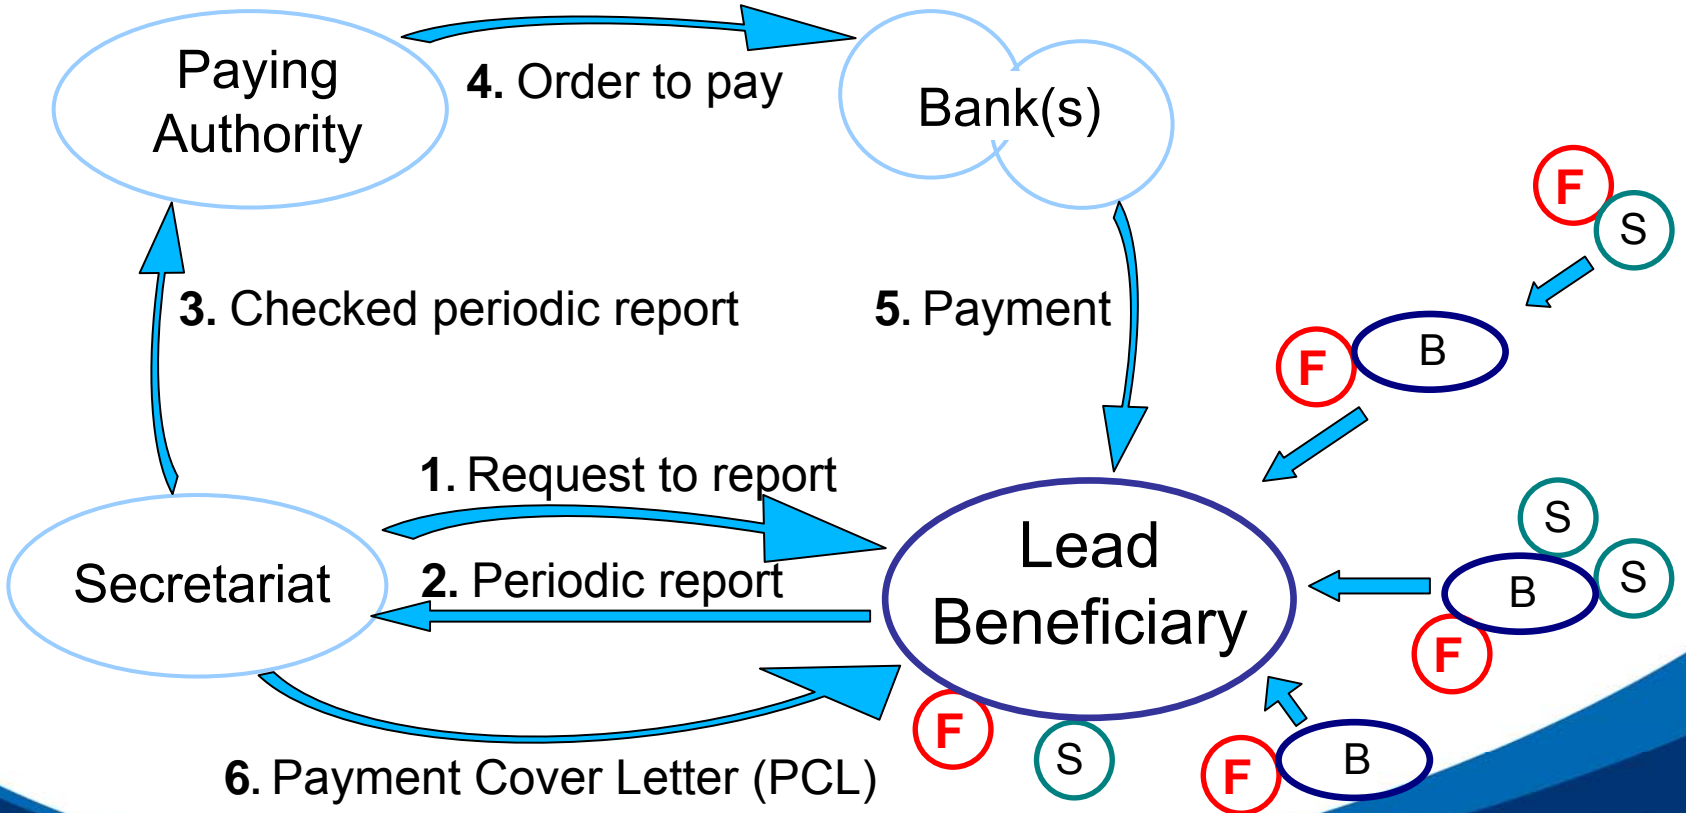 Paying
Authority
4. Order to pay
Bank(s)
F
S
3. Checked periodic report
5. Payment
F
B
1. Request to report
Secretariat
2. Periodic report
Lead
Beneficiary
S
B
S
F
F
S
F
B
6. Payment Cover Letter (PCL)